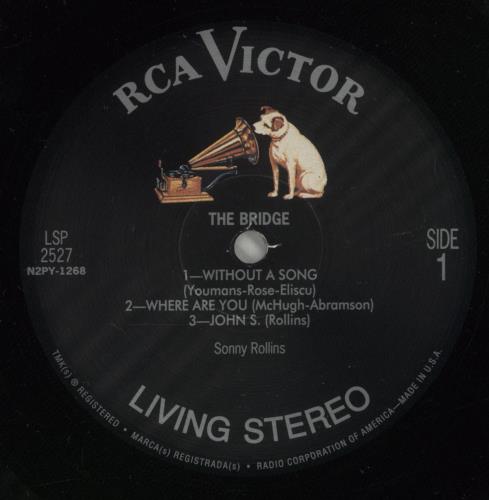 RCA VICTOR
THE BRIDGE
LSP
2527
N2PY-1268
SIDE
1
1—WITHOUT A SONG
(Youmans-Rose-Eliscu)
2—WHERE ARE YOU (McHugh-Abramson)
3—JOHN S. (Rollins)
Sonny Rollins
LIVING STEREO
TMK(s) ® REGISTERED • MARCA(s) REGISTRADA(s) • RADIO CORPORATION OF AMERICA—MADE IN U.S.A.